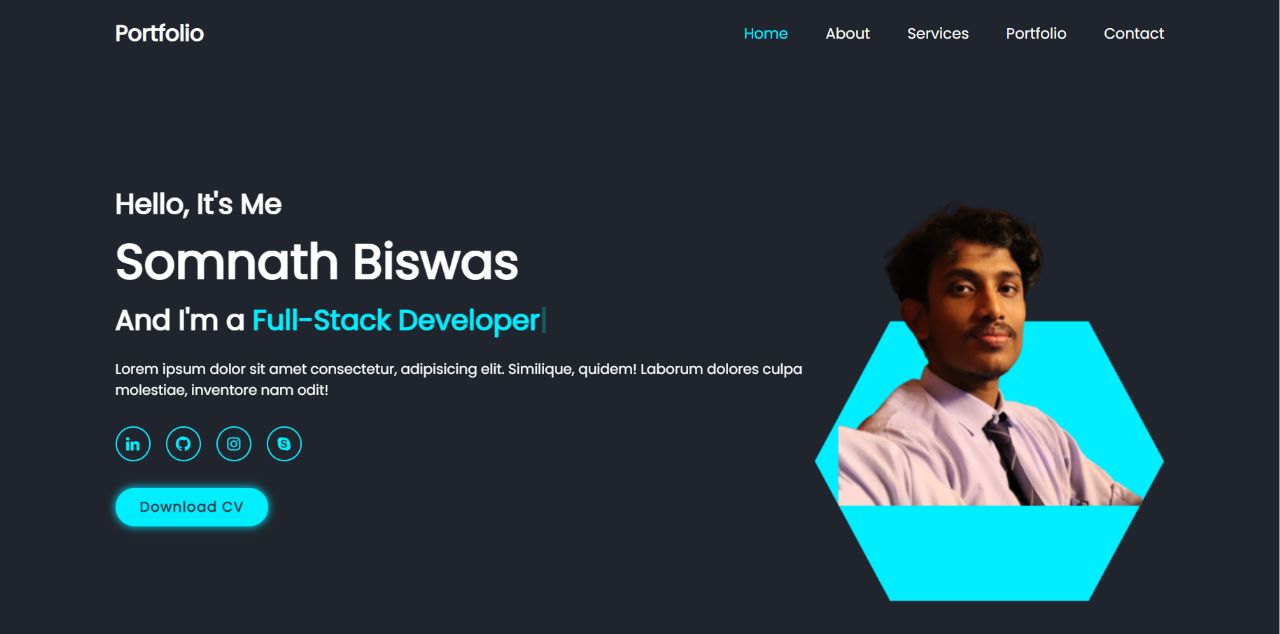 Portfolio
Home About Services Portfolio Contact
Hello, It's Me
Somnath Biswas
And I'm a Full-Stack Developer
Lorem ipsum dolor sit amet consectetur, adipisicing elit. Similique, quidem! Laborum dolores culpa
molestiae, inventore nam odit!
Download CV